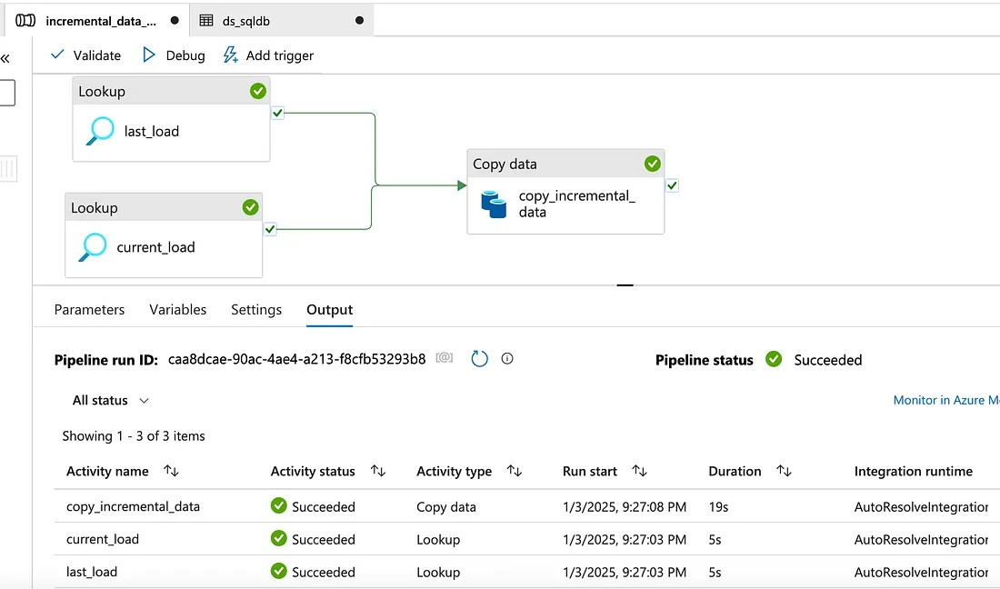 incremental_data_... ds_sqldb
Validate Debug Add trigger
Lookup
last_load
Lookup
current_load
Copy data
copy_incremental_
data
Parameters Variables Settings Output
Pipeline run ID: caa8dcae-90ac-4ae4-a213-f8cfb53293b8 [@] Pipeline status Succeeded
All status
Monitor in Azure M
Showing 1 - 3 of 3 items
Activity name Activity status Activity type Run start Duration Integration runtime
copy_incremental_data Succeeded Copy data 1/3/2025, 9:27:08 PM 19s AutoResolveIntegration
current_load Succeeded Lookup 1/3/2025, 9:27:03 PM 5s AutoResolveIntegration
last_load Succeeded Lookup 1/3/2025, 9:27:03 PM 5s AutoResolveIntegration